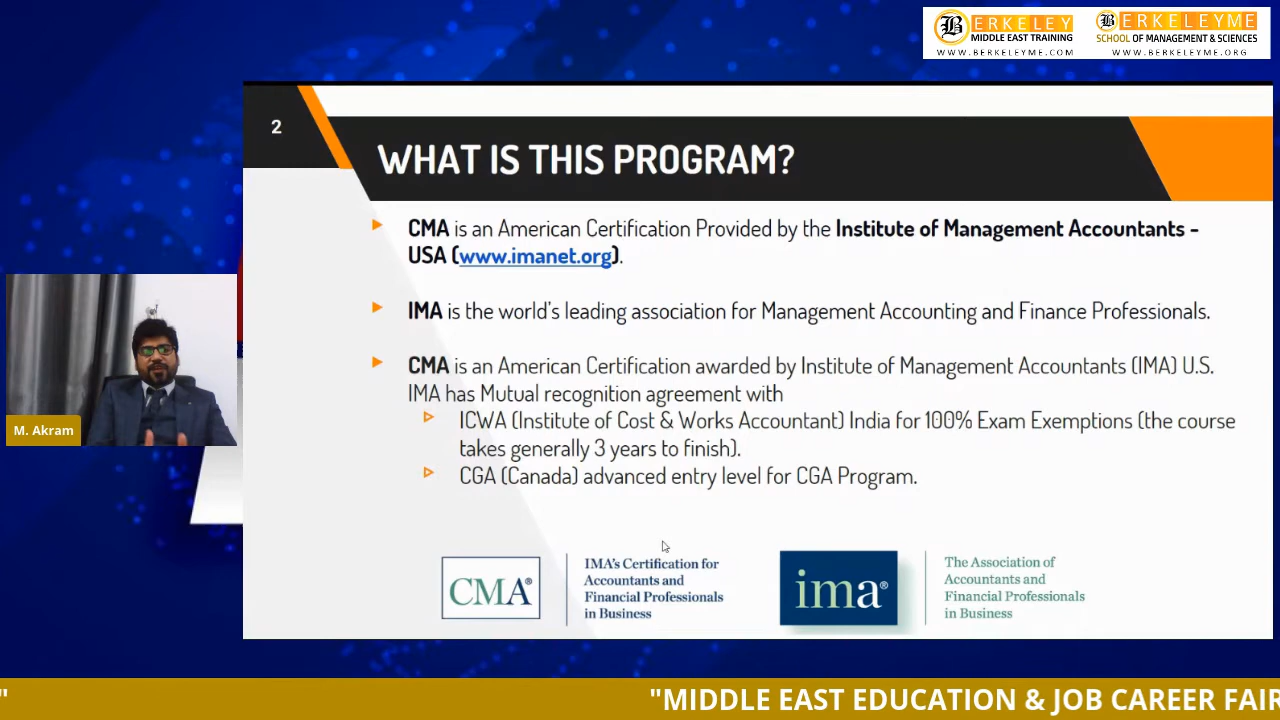 BERKELEY
MIDDLE EAST TRAINING
WWW.BERKELEYME.COM
BERKELEYME
SCHOOL OF MANAGEMENT & SCIENCES
WWW.BERKELEYME.ORG
2
WHAT IS THIS PROGRAM?
CMA is an American Certification Provided by the Institute of Management Accountants -
USA (www.imanet.org).
IMA is the world's leading association for Management Accounting and Finance Professionals.
CMA is an American Certification awarded by Institute of Management Accountants (IMA) U.S.
IMA has Mutual recognition agreement with
ICWA (Institute of Cost & Works Accountant) India for 100% Exam Exemptions (the course
takes generally 3 years to finish).
CGA (Canada) advanced entry level for CGA Program.
M. Akram
CMA®
IMA's Certification for
Accountants and
Financial Professionals
in Business
ima®
The Association of
Accountants and
Financial Professionals
in Business
" "MIDDLE EAST EDUCATION & JOB CAREER FAIR